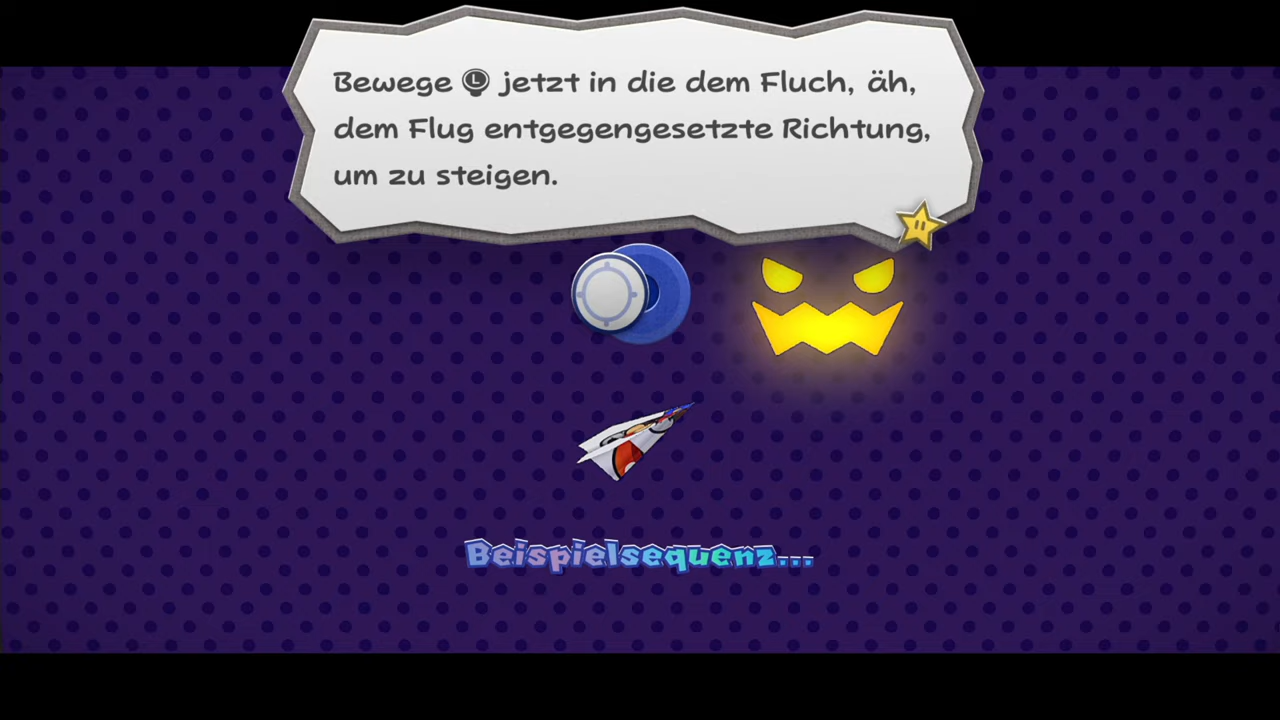 Bewege L jetzt in die dem Fluch, äh,
dem Flug entgegengesetzte Richtung,
um zu steigen.
Beispielsequenz...